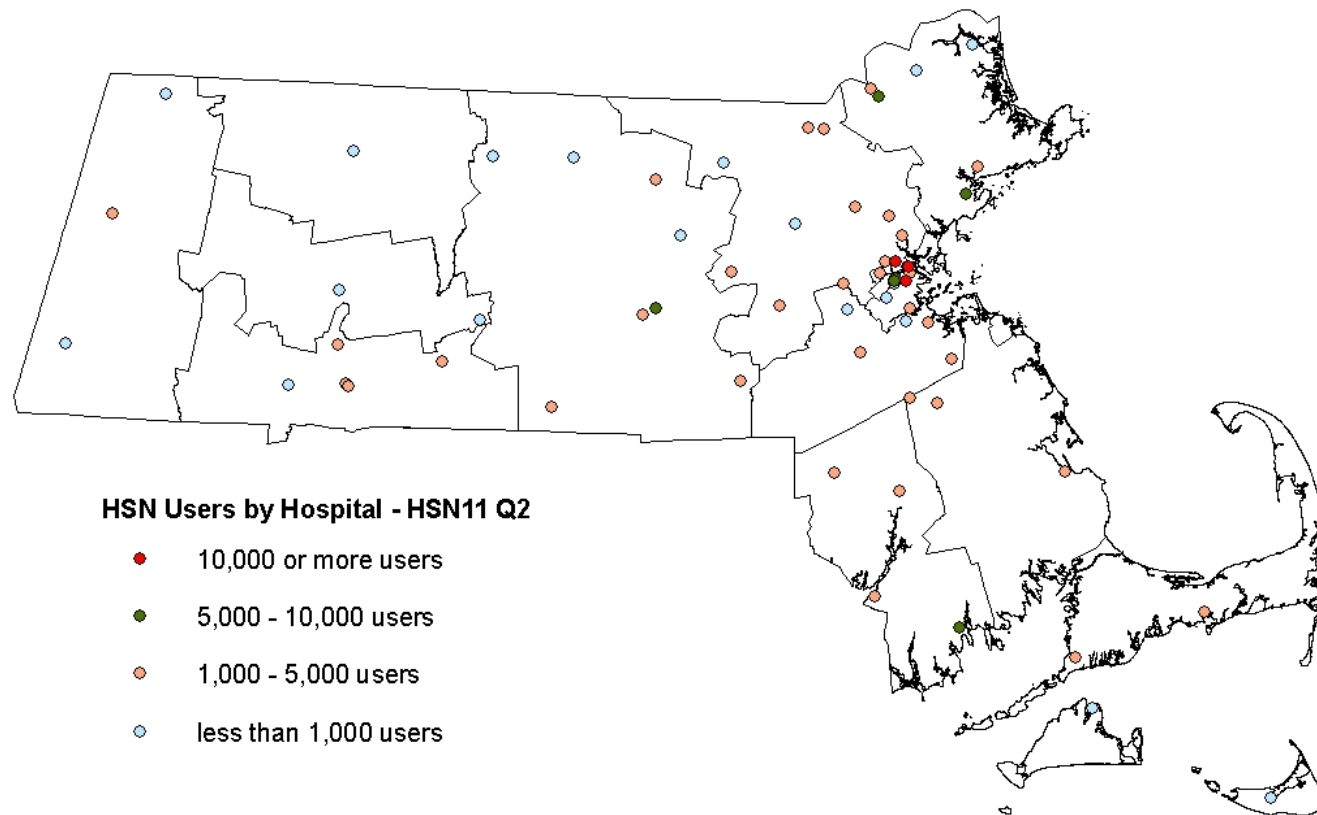 HSN Users by Hospital - HSN11 Q2
10,000 or more users
5,000 - 10,000 users
1,000 - 5,000 users
less than 1,000 users